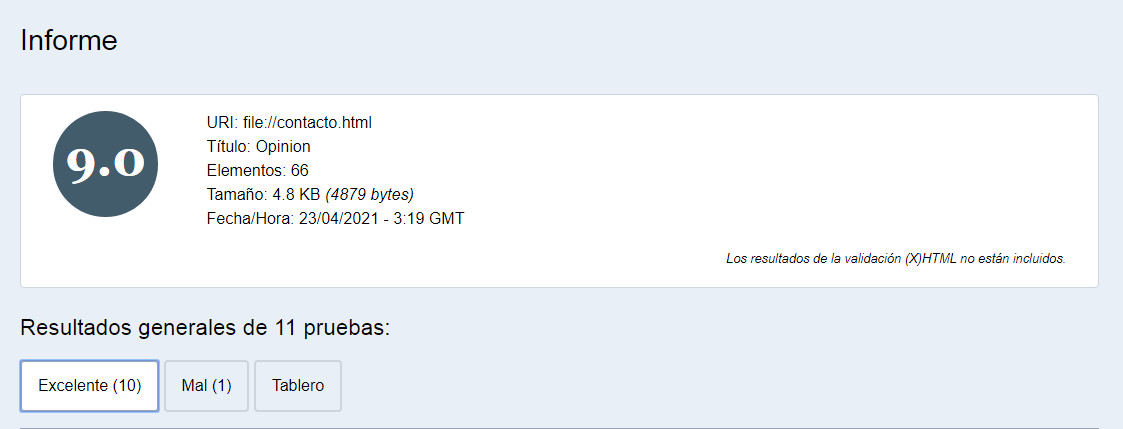 Informe
9.0
URI: file://contacto.html
Título: Opinion
Elementos: 66
Tamaño: 4.8 KB (4879 bytes)
Fecha/Hora: 23/04/2021 - 3:19 GMT
Los resultados de la validación (X)HTML no están incluidos.
Resultados generales de 11 pruebas:
Excelente (10) Mal (1) Tablero